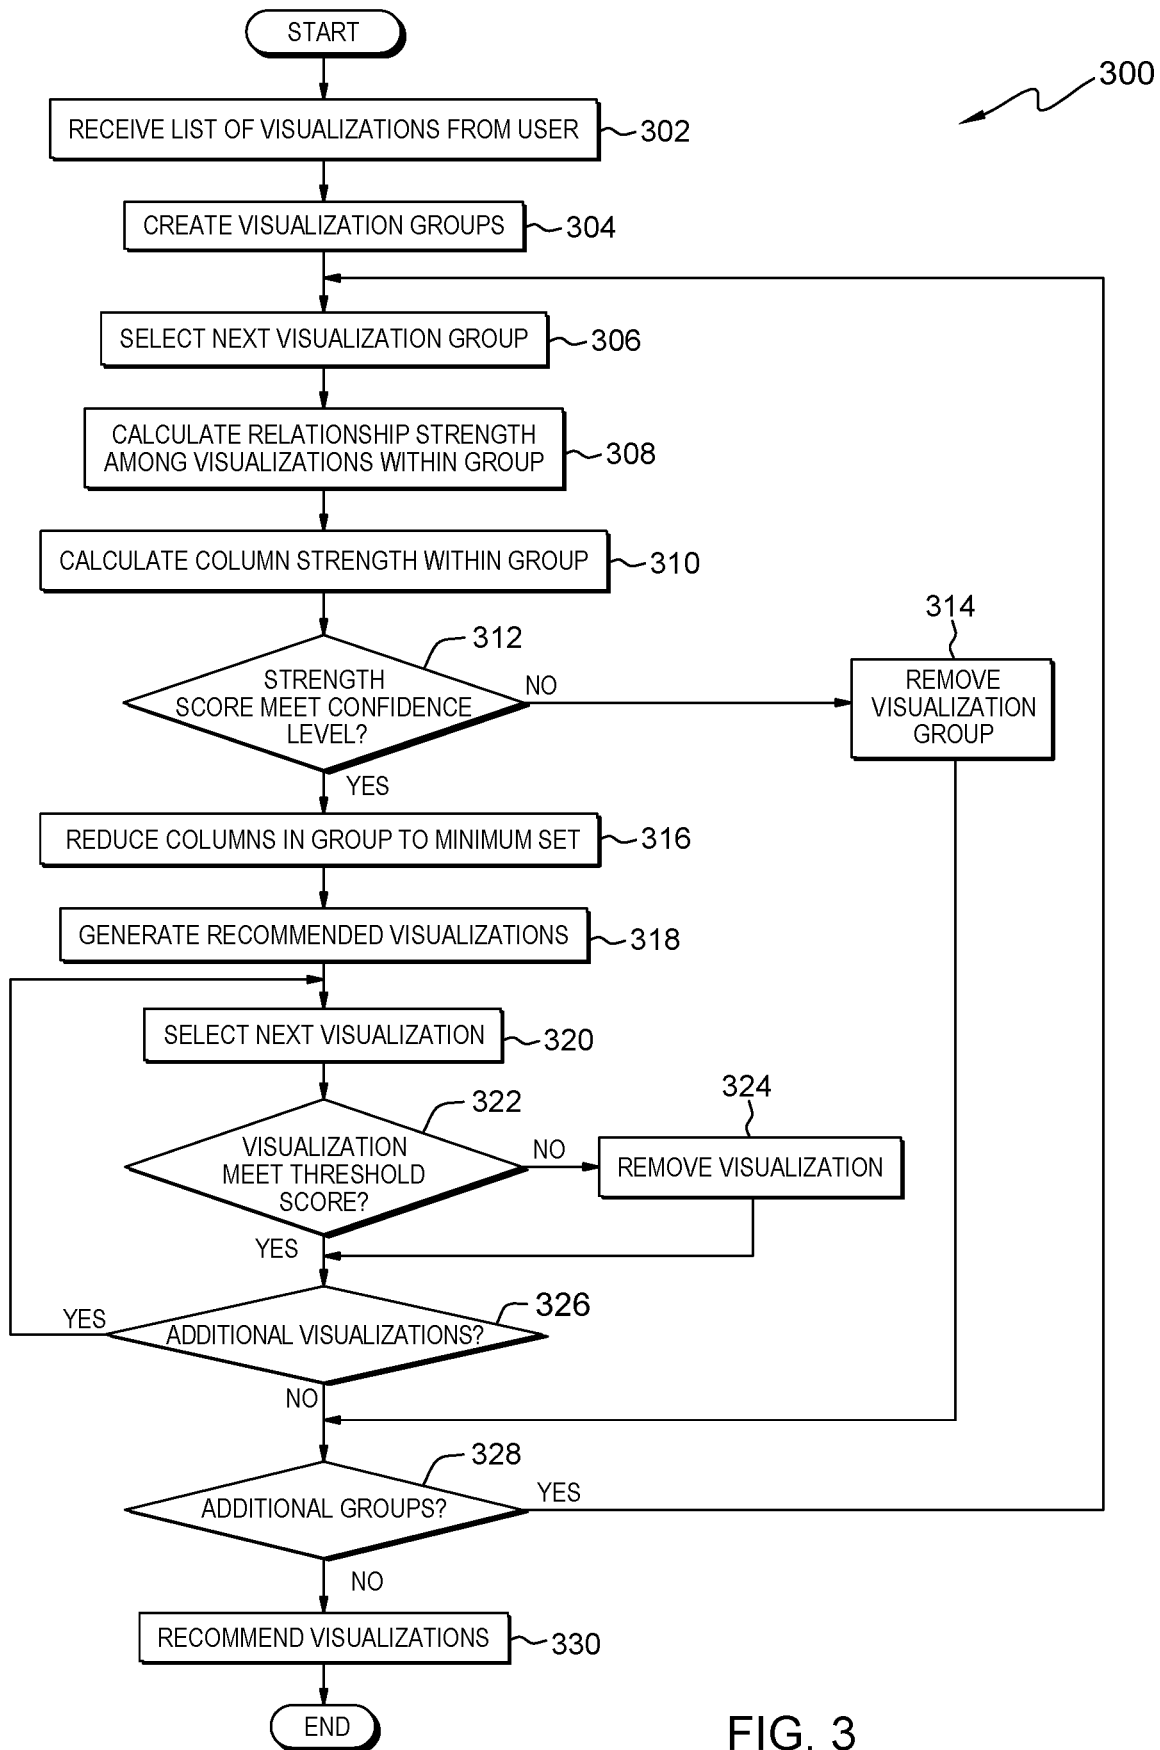 START
300
RECEIVE LIST OF VISUALIZATIONS FROM USER
302
CREATE VISUALIZATION GROUPS
304
SELECT NEXT VISUALIZATION GROUP
306
CALCULATE RELATIONSHIP STRENGTH
AMONG VISUALIZATIONS WITHIN GROUP
308
CALCULATE COLUMN STRENGTH WITHIN GROUP
310
312
STRENGTH
SCORE MEET CONFIDENCE
LEVEL?
NO
YES
314
REMOVE
VISUALIZATION
GROUP
REDUCE COLUMNS IN GROUP TO MINIMUM SET
316
GENERATE RECOMMENDED VISUALIZATIONS
318
SELECT NEXT VISUALIZATION
320
322
VISUALIZATION
MEET THRESHOLD
SCORE?
NO
YES
324
REMOVE VISUALIZATION
326
ADDITIONAL VISUALIZATIONS?
YES
NO
328
ADDITIONAL GROUPS?
YES
NO
RECOMMEND VISUALIZATIONS
330
END
FIG. 3